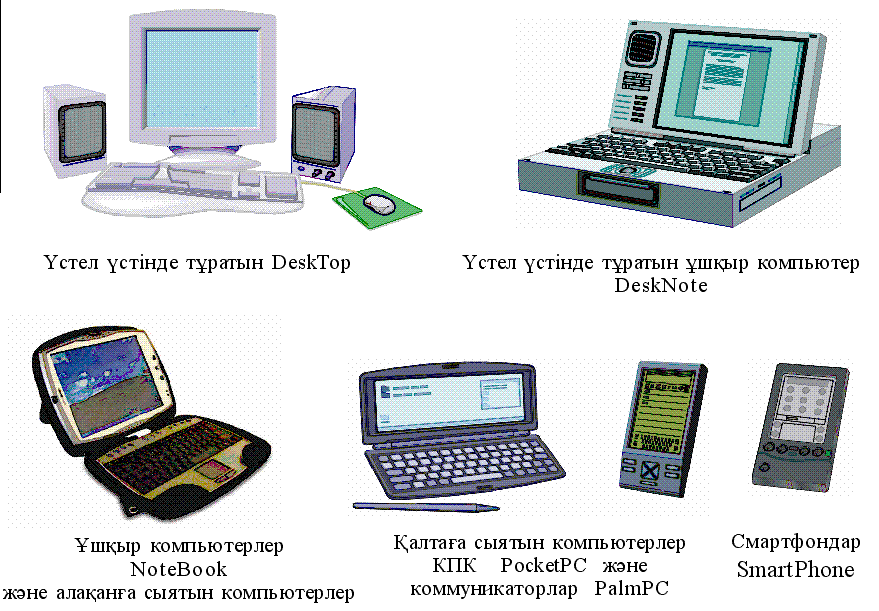 Үстел үстінде тұратын DeskTop
Үстел үстінде тұратын ұшқыр компьютер
DeskNote
Ұшқыр компьютерлер
NoteBook
және алақанға сыятын компьютерлер
Қалтаға сыятын компьютерлер
КПК PocketPC және
коммуникаторлар PalmPC
Смартфондар
SmartPhone